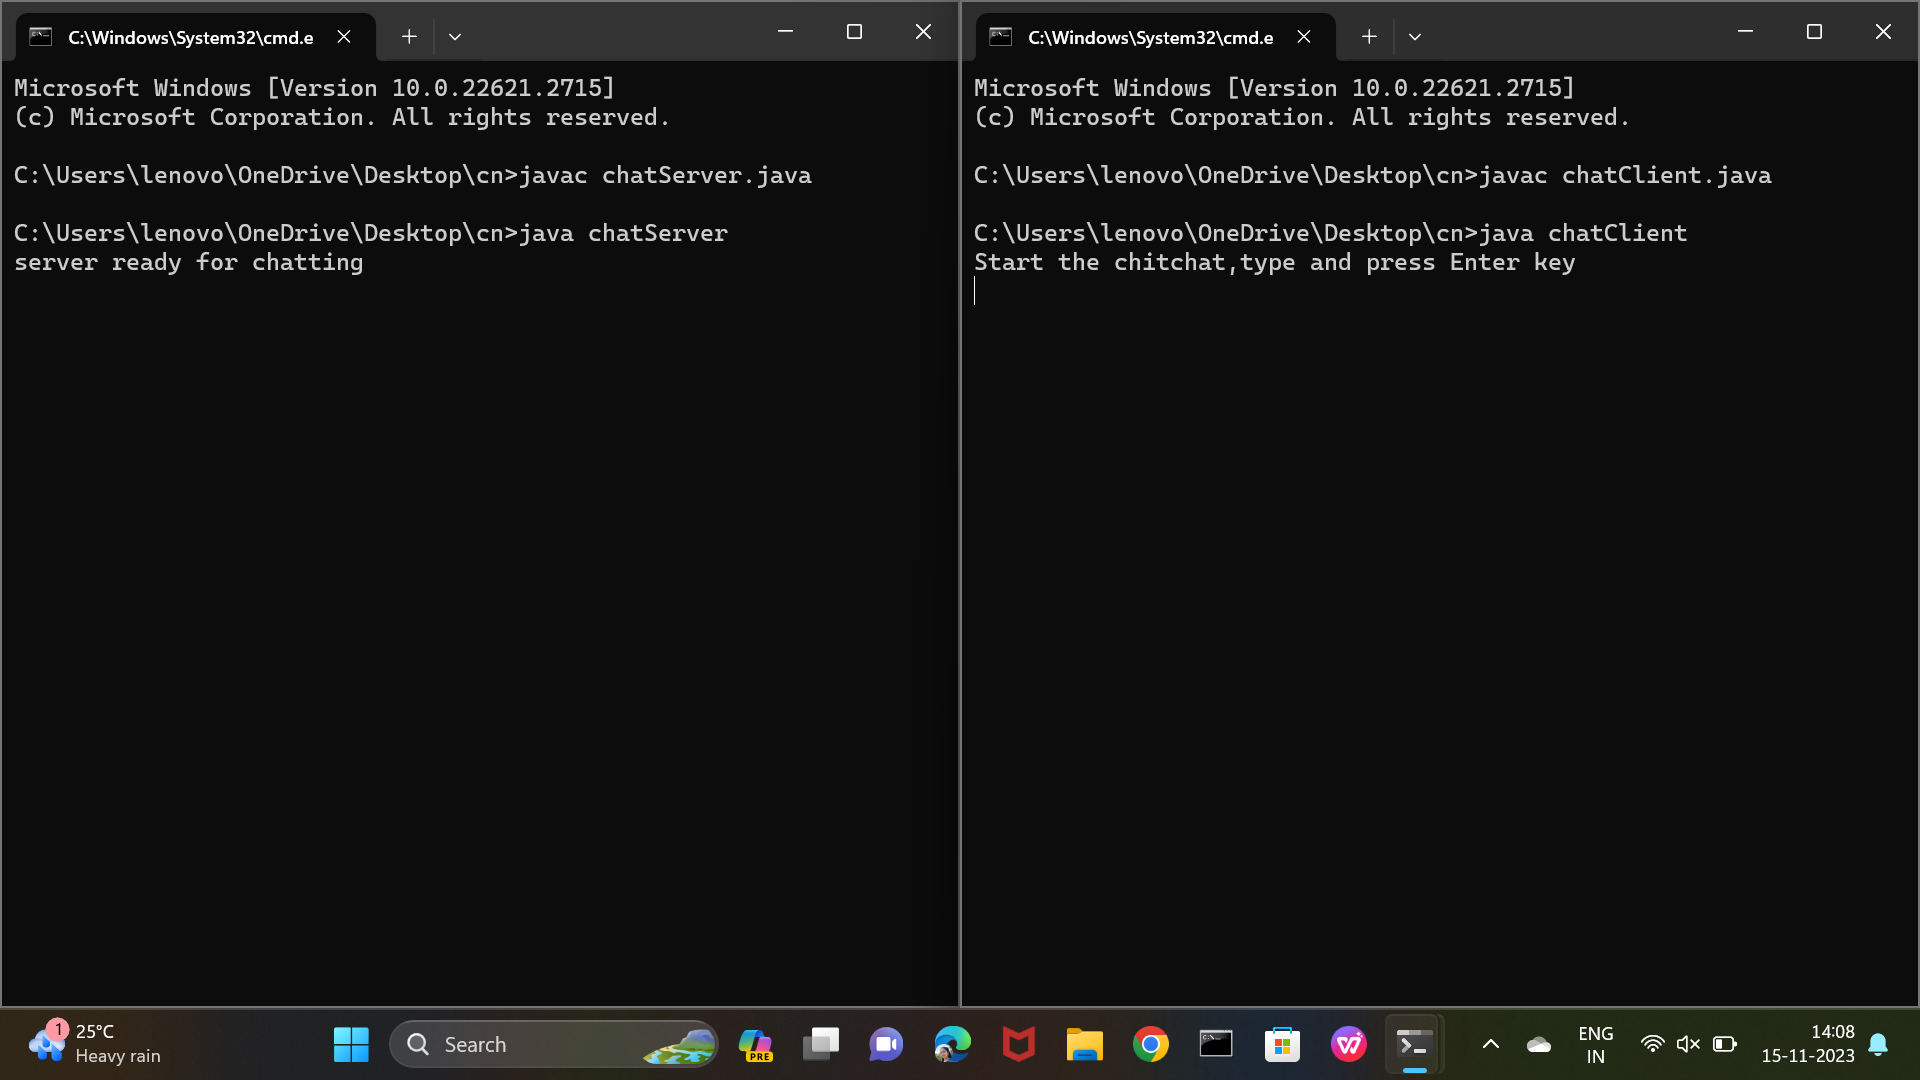 C:\Windows\System32\cmd.e
Microsoft Windows [Version 10.0.22621.2715]
(c) Microsoft Corporation. All rights reserved.
C:\Users\lenovo\OneDrive\Desktop\cn>javac chatServer.java
C:\Users\lenovo\OneDrive\Desktop\cn>java chatServer
server ready for chatting
C:\Windows\System32\cmd.e
Microsoft Windows [Version 10.0.22621.2715]
(c) Microsoft Corporation. All rights reserved.
C:\Users\lenovo\OneDrive\Desktop\cn>javac chatClient.java
C:\Users\lenovo\OneDrive\Desktop\cn>java chatClient
Start the chitchat,type and press Enter key
1
25°C
Heavy rain
Search
PRE
ENG
IN
14:08
15-11-2023